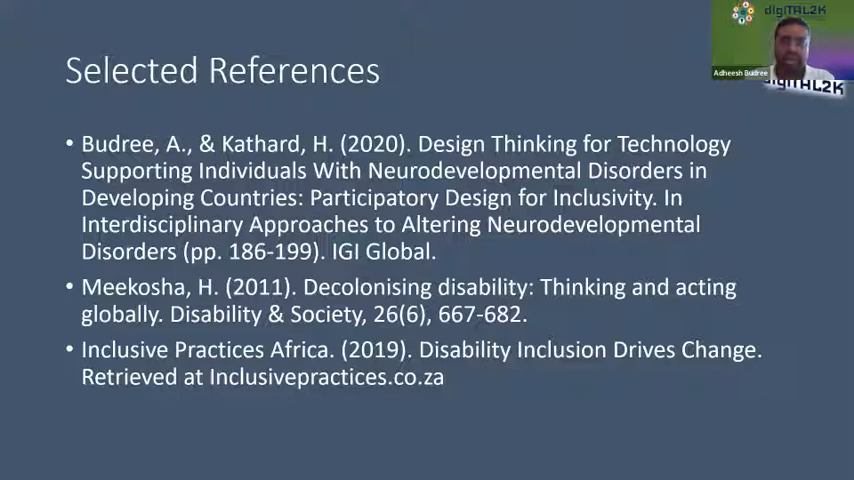 digiTAL2K
Adheesh Budree
digiTAL2K
Selected References
• Budree, A., & Kathard, H. (2020). Design Thinking for Technology
Supporting Individuals With Neurodevelopmental Disorders in
Developing Countries: Participatory Design for Inclusivity. In
Interdisciplinary Approaches to Altering Neurodevelopmental
Disorders (pp. 186-199). IGI Global.
• Meekosha, H. (2011). Decolonising disability: Thinking and acting
globally. Disability & Society, 26(6), 667-682.
• Inclusive Practices Africa. (2019). Disability Inclusion Drives Change.
Retrieved at Inclusivepractices.co.za